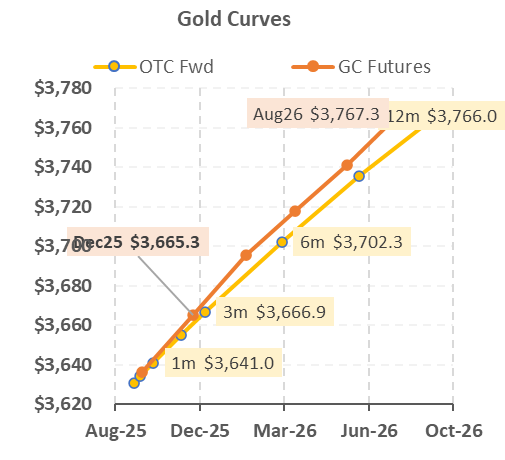 Gold Curves
OTC Fwd
GC Futures
$3,780
$3,760
$3,740
$3,720
$3,700
$3,680
$3,660
$3,640
$3,620
Aug26 $3,767.3
12m $3,766.0
Dec25 $3,665.3
6m $3,702.3
3m $3,666.9
1m $3,641.0
Aug-25 Dec-25 Mar-26 Jun-26 Oct-26